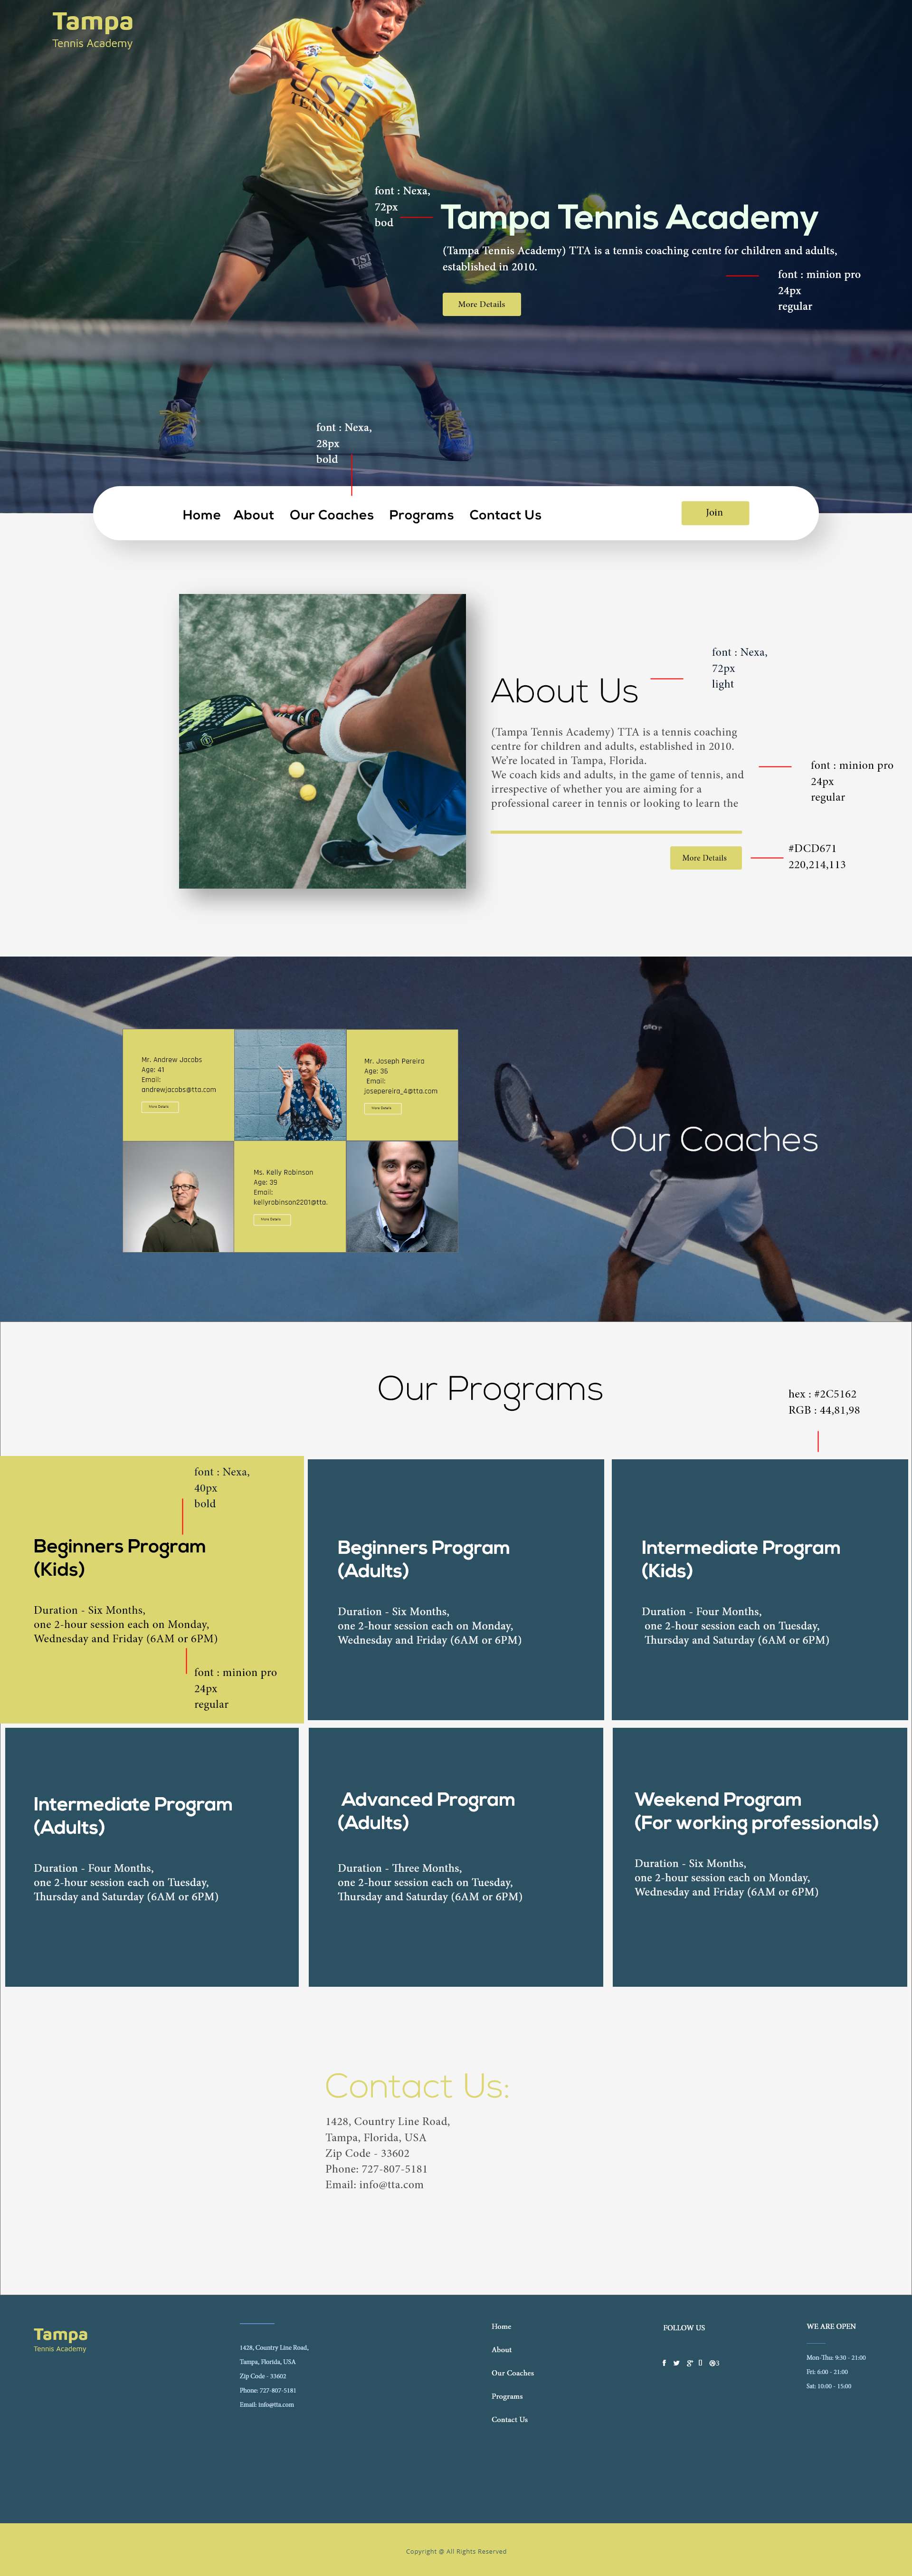 Tampa
Tennis Academy
UST
TENNIS
UST
font : Nexa,
72px
bod
Tampa Tennis Academy
(Tampa Tennis Academy) TTA is a tennis coaching centre for children and adults,
established in 2010.
font : minion pro
24px
regular
More Details
font : Nexa,
28px
bold
Home About Our Coaches Programs Contact Us
Join
font : Nexa,
72px
light
About Us
(Tampa Tennis Academy) TTA is a tennis coaching
centre for children and adults, established in 2010.
We're located in Tampa, Florida.
We coach kids and adults, in the game of tennis, and
irrespective of whether you are aiming for a
professional career in tennis or looking to learn the
font : minion pro
24px
regular
More Details
#DCD671
220,214,113
Mr. Andrew Jacobs
Age: 41
Email:
andrewjacobs@tta.com
More Details
Mr. Joseph Pereira
Age: 36
Email:
josepereira_4@tta.com
More Details
Ms. Kelly Robinson
Age: 39
Email:
kellyrobinson2201@tta.
More Details
Our Coaches
Our Programs
hex : #2C5162
RGB : 44,81,98
font : Nexa,
40px
bold
Beginners Program
(Kids)
Duration - Six Months,
one 2-hour session each on Monday,
Wednesday and Friday (6AM or 6PM)
font : minion pro
24px
regular
Beginners Program
(Adults)
Duration - Six Months,
one 2-hour session each on Monday,
Wednesday and Friday (6AM or 6PM)
Intermediate Program
(Kids)
Duration - Four Months,
one 2-hour session each on Tuesday,
Thursday and Saturday (6AM or 6PM)
Intermediate Program
(Adults)
Duration - Four Months,
one 2-hour session each on Tuesday,
Thursday and Saturday (6AM or 6PM)
Advanced Program
(Adults)
Duration - Three Months,
one 2-hour session each on Tuesday,
Thursday and Saturday (6AM or 6PM)
Weekend Program
(For working professionals)
Duration - Six Months,
one 2-hour session each on Monday,
Wednesday and Friday (6AM or 6PM)
Contact Us:
1428, Country Line Road,
Tampa, Florida, USA
Zip Code - 33602
Phone: 727-807-5181
Email: info@tta.com
Tampa
Tennis Academy
1428, Country Line Road,
Tampa, Florida, USA
Zip Code - 33602
Phone: 727-807-5181
Email: info@tta.com
Home
About
Our Coaches
Programs
Contact Us
FOLLOW US
3
WE ARE OPEN
Mon-Thu: 9:30 - 21:00
Fri: 6:00 - 21:00
Sat: 10:00 - 15:00
Copyright @ All Rights Reserved